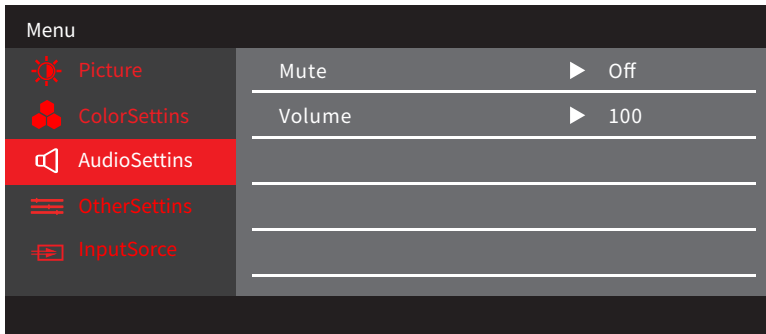 Menu
Picture
ColorSettins
AudioSettins
OtherSettins
InputSorce
Mute Off
Volume 100